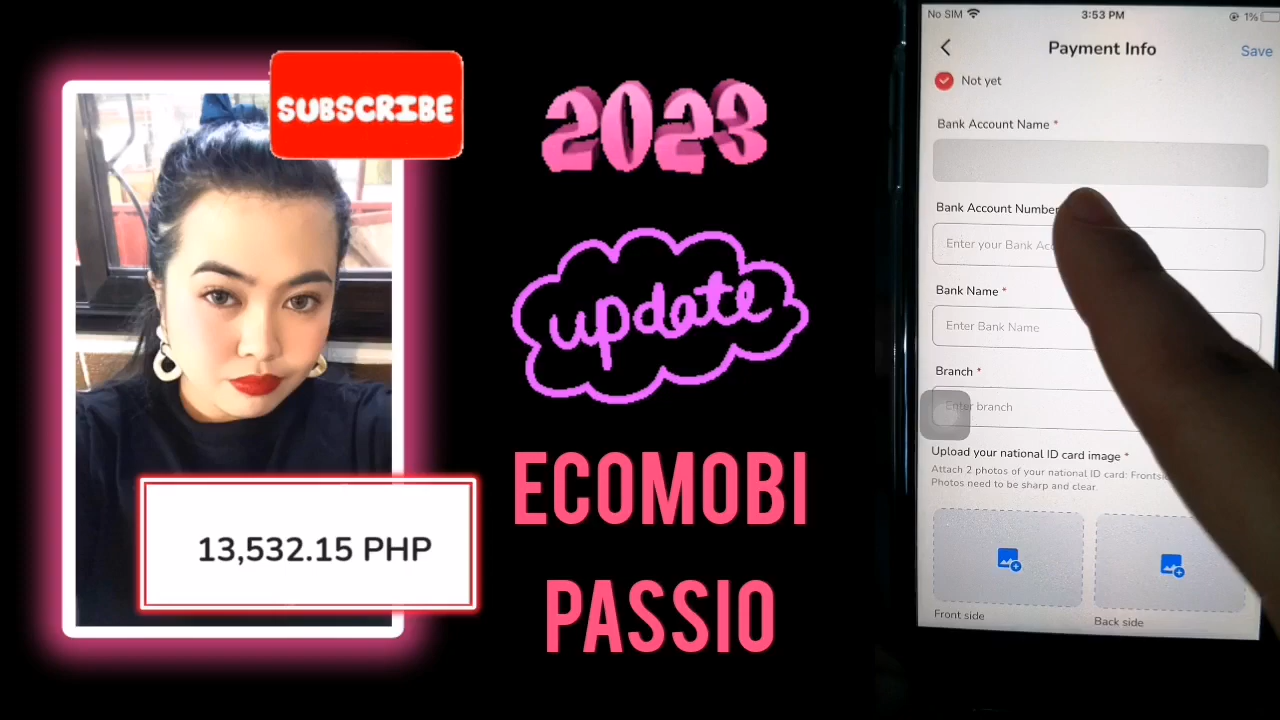 SUBSCRIBE
13,532.15 PHP
2023
update
ECOMOBI
PASSIO
No SIM
3:53 PM
1%
Payment Info
Save
Not yet
Bank Account Name *
Bank Account Number
Enter your Bank
Bank Name *
Enter Bank Name
Branch *
Enter branch
Upload your national ID card image *
Attach 2 photos of your national ID card:
Photos need to be sharp and clear.
Front side
Back side